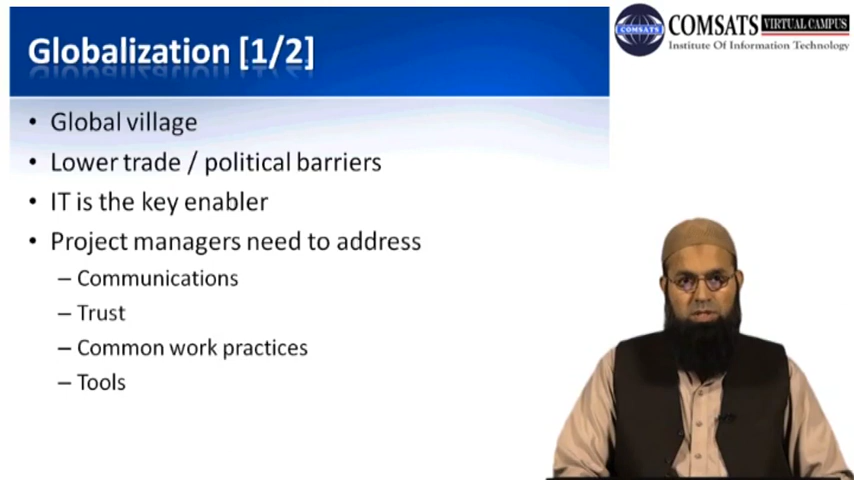 Globalization [1/2]
COMSATS VIRTUAL CAMPUS
Institute Of Information Technology
COMSATS
• Global village
• Lower trade / political barriers
• IT is the key enabler
• Project managers need to address
– Communications
– Trust
– Common work practices
– Tools